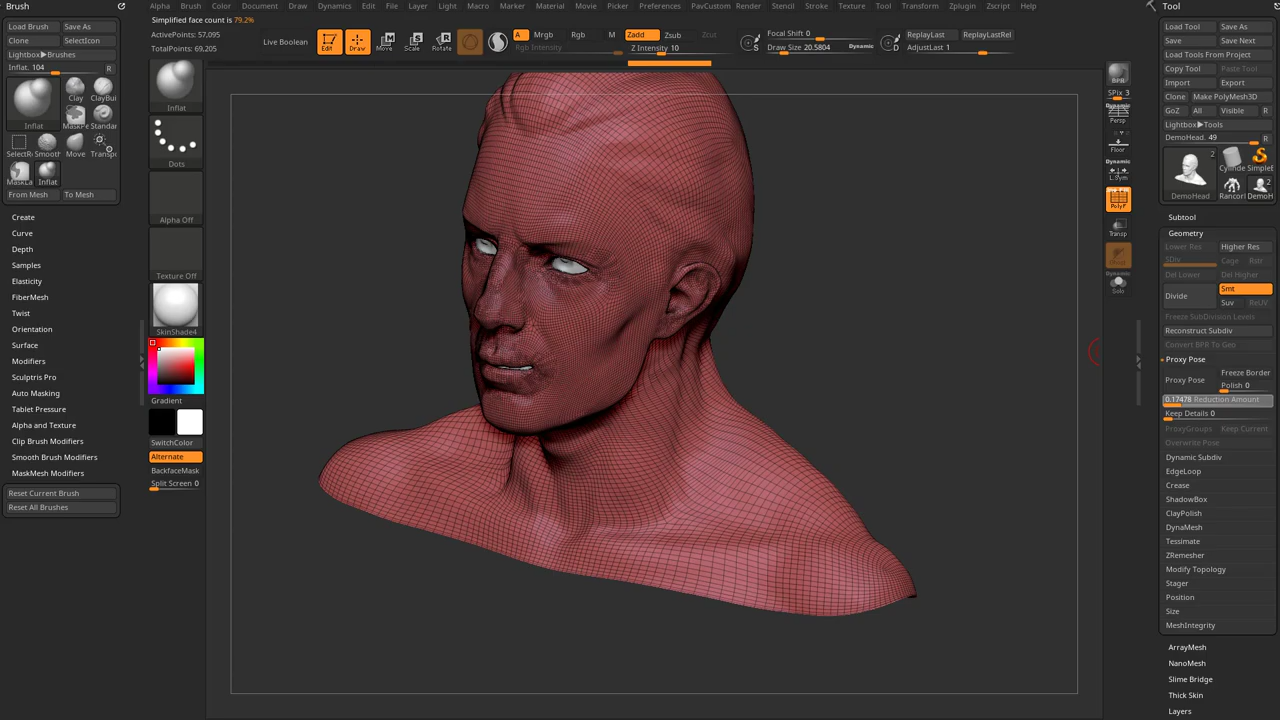 Brush
Alpha Brush Color Document Draw Dynamics Edit File Layer Light Macro Marker Material Movie Picker Preferences PavCustom Render Stencil Stroke Texture Tool Transform Zplugin Zscript Help
Tool
Simplified face count is 79.2%
ActivePoints: 57,095
TotalPoints: 69,205
Live Boolean
Edit
Draw
Move
Scale
Rotate
A
Mrgb
Rgb
M
Rgb Intensity
Zadd
Zsub
Zcut
Z Intensity 10
S
Focal Shift 0
Draw Size 20.5804
Dynamic
D
ReplayLast
ReplayLastRel
AdjustLast 1
Load Brush
Save As
Clone
SelectIcon
Lightbox▶Brushes
Inflat. 104
R
Inflat
Clay
ClayBui
MaskPe
Standar
SelectRe
Smooth
Move
Transpo
MaskLa
Inflat
From Mesh
To Mesh
Create
Curve
Depth
Samples
Elasticity
FiberMesh
Twist
Orientation
Surface
Modifiers
Sculptris Pro
Auto Masking
Tablet Pressure
Alpha and Texture
Clip Brush Modifiers
Smooth Brush Modifiers
MaskMesh Modifiers
Reset Current Brush
Reset All Brushes
Inflat
Dots
Alpha Off
Texture Off
SkinShade4
Gradient
SwitchColor
Alternate
BackfaceMask
Split Screen 0
BPR
SPix 3
Dynamic
Persp
Floor
Dynamic
L.Sym
PolyF
Transp
Dynamic
Solo
Load Tool
Save As
Save
Save Next
Load Tools From Project
Copy Tool
Paste Tool
Import
Export
Clone
Make PolyMesh3D
GoZ
All
Visible
R
Lightbox▶Tools
DemoHead. 49
R
2
DemoHead
Cylinde
SimpleE
Rancori
2
DemoH
Subtool
Geometry
Lower Res
Higher Res
SDiv
Cage
Rstr
Del Lower
Del Higher
Divide
Smt
Suv
ReUV
Freeze SubDivision Levels
Reconstruct Subdiv
Convert BPR To Geo
Proxy Pose
Proxy Pose
Freeze Border
Polish 0
0.17478 Reduction Amount
Keep Details 0
ProxyGroups
Keep Current
Overwrite Pose
Dynamic Subdiv
EdgeLoop
Crease
ShadowBox
ClayPolish
DynaMesh
Tessimate
ZRemesher
Modify Topology
Stager
Position
Size
MeshIntegrity
ArrayMesh
NanoMesh
Slime Bridge
Thick Skin
Layers